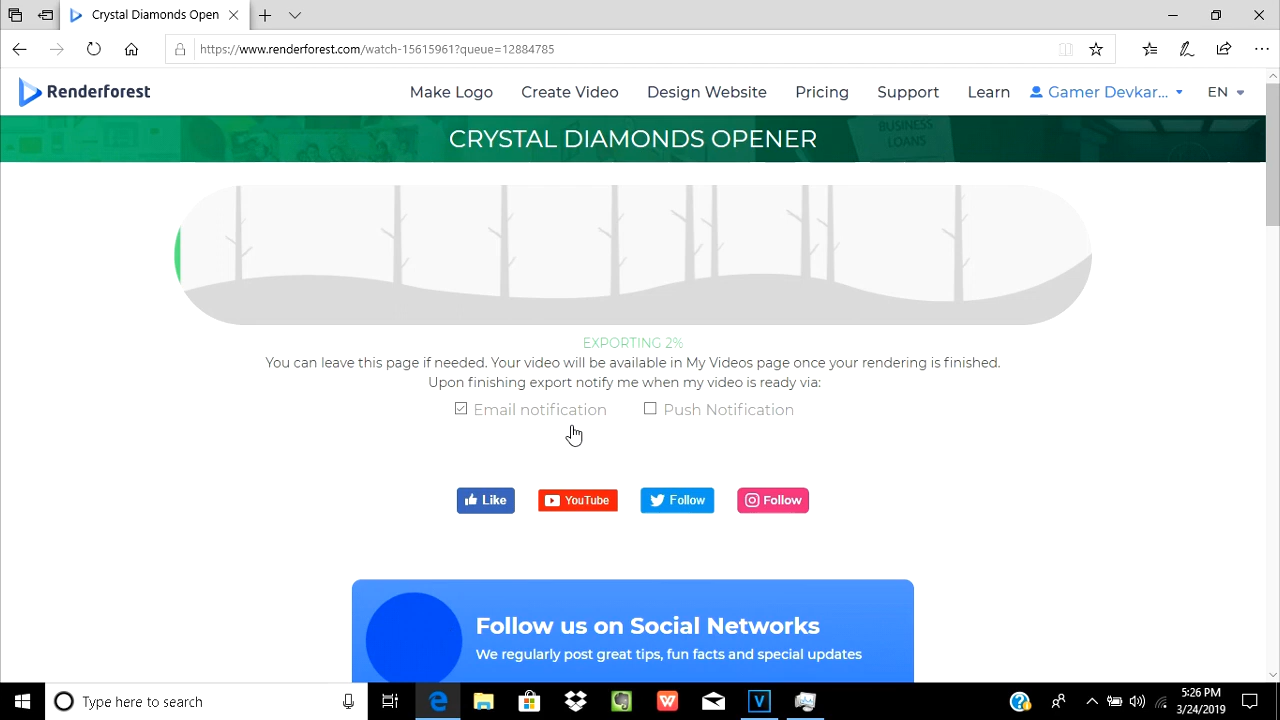 Crystal Diamonds Open
https://www.renderforest.com/watch-15615961?queue=12884785
Renderforest
Make Logo
Create Video
Design Website
Pricing
Support
Learn
Gamer Devkar...
EN
BUSINESS
LOANS
CRYSTAL DIAMONDS OPENER
EXPORTING 2%
You can leave this page if needed. Your video will be available in My Videos page once your rendering is finished.
Upon finishing export notify me when my video is ready via:
Email notification
Push Notification
Like
YouTube
Follow
Follow
Follow us on Social Networks
We regularly post great tips, fun facts and special updates
Type here to search
5:26 PM
3/24/2019